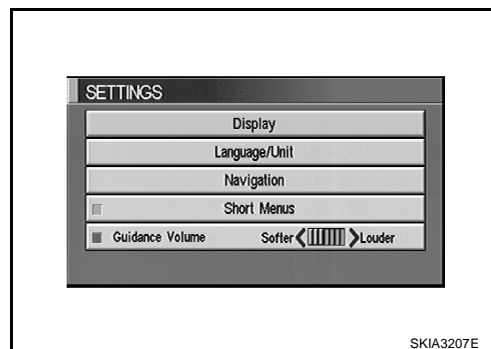 SETTINGS
Display
Language/Unit
Navigation
Short Menus
Guidance Volume Softer Louder
SKIA3207E